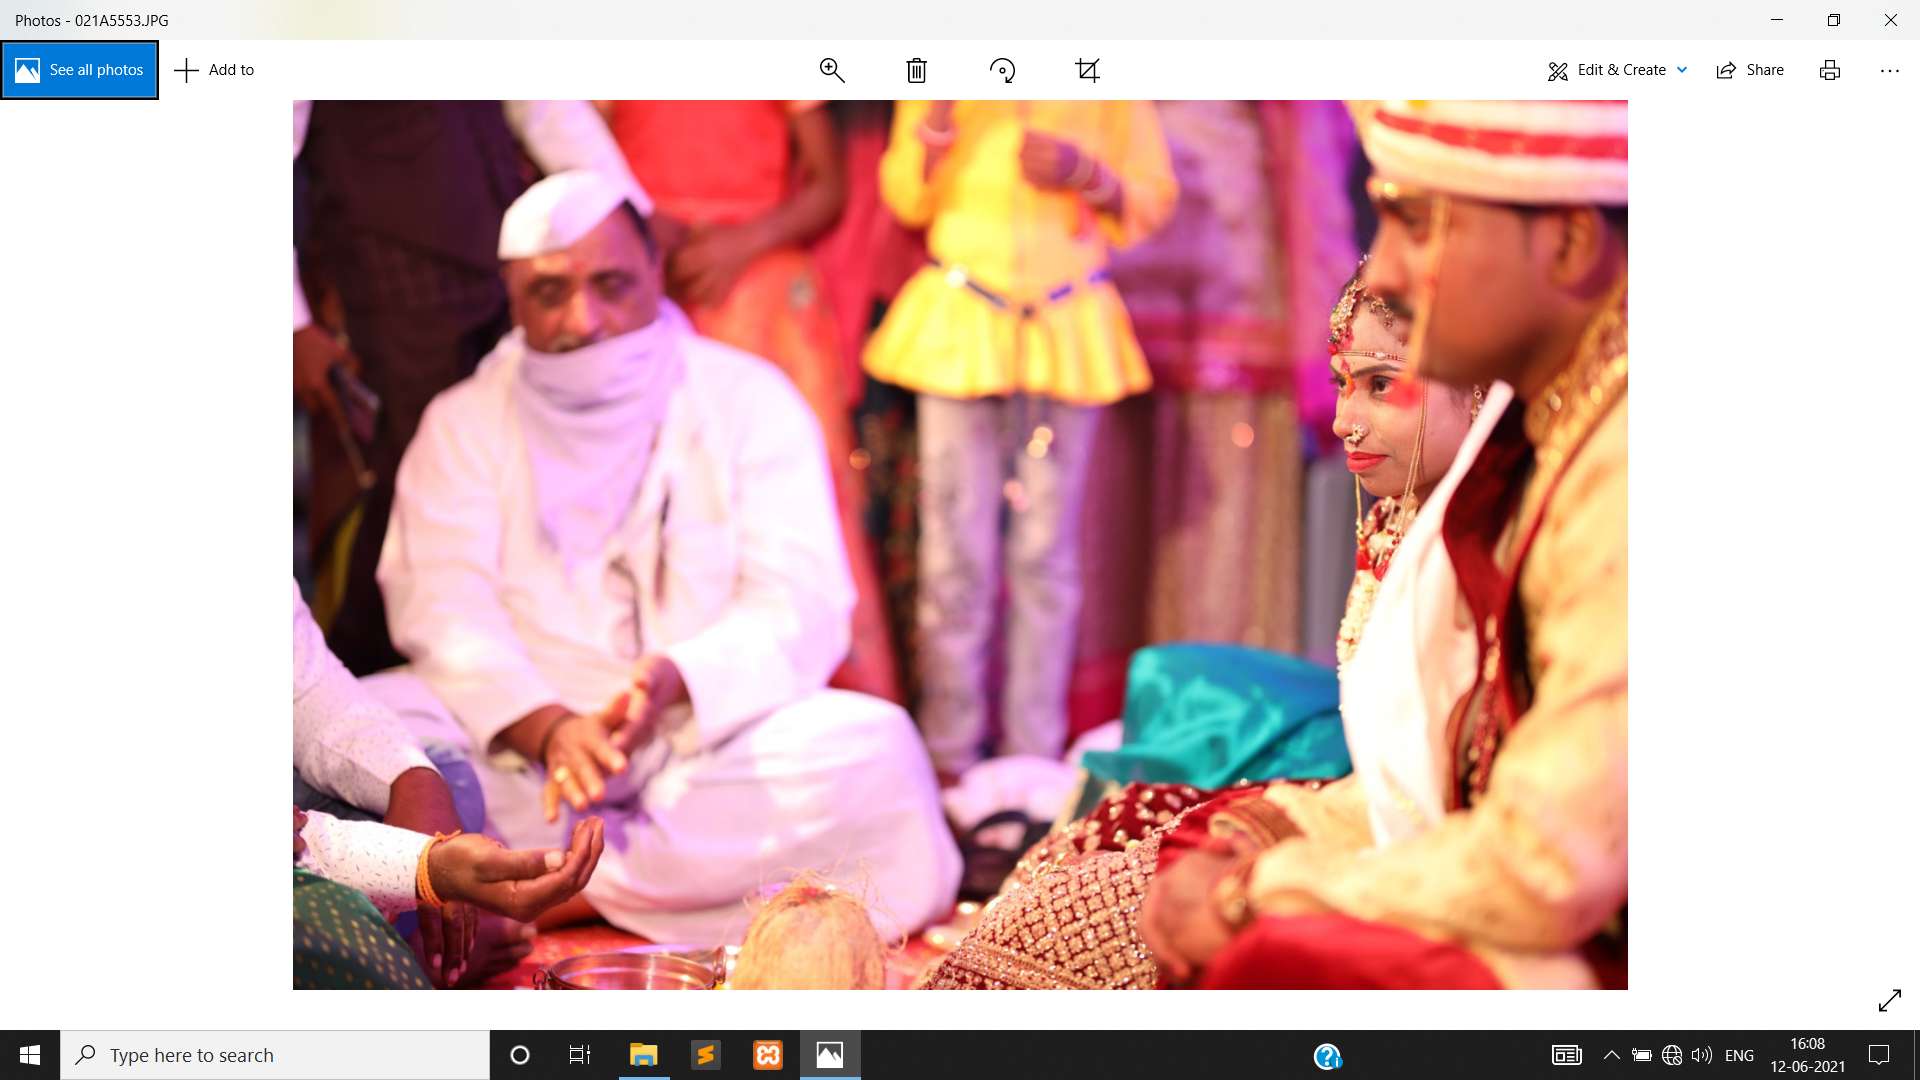 Photos - 021A5553.JPG
See all photos
Add to
Edit & Create
Share
Type here to search
ENG
16:08
12-06-2021